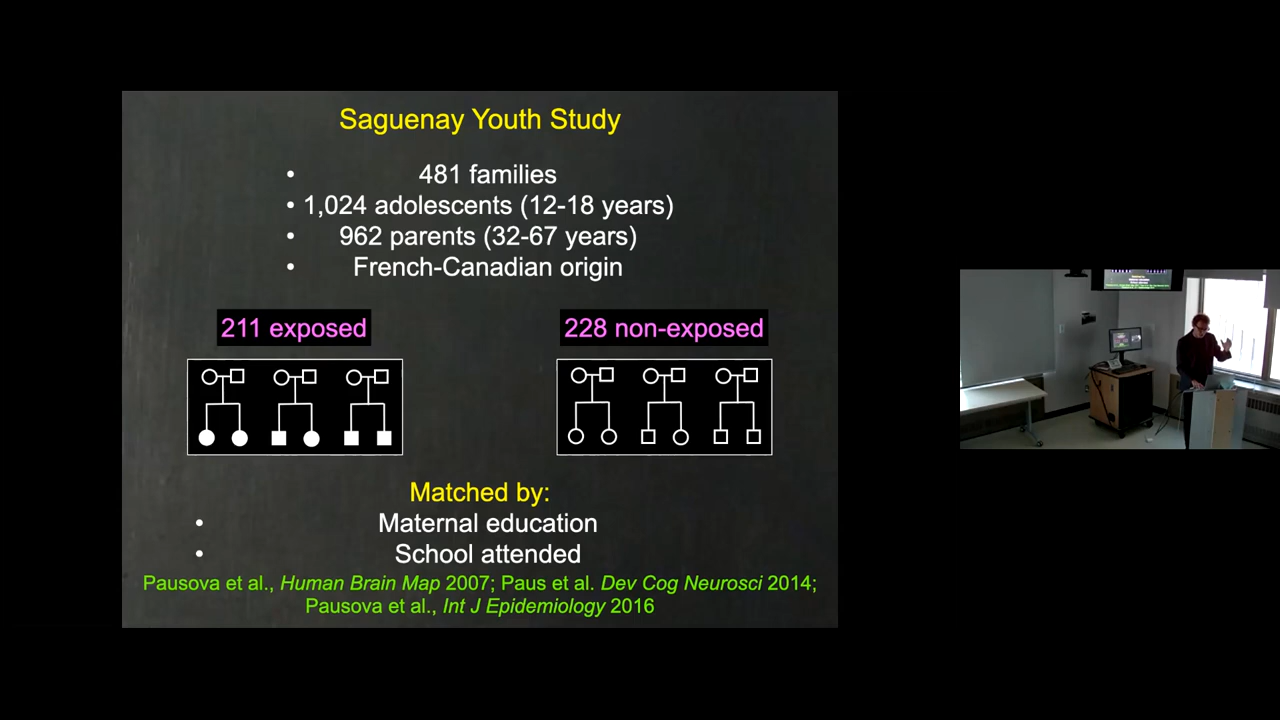 Saguenay Youth Study
• 481 families
• 1,024 adolescents (12-18 years)
• 962 parents (32-67 years)
• French-Canadian origin
211 exposed
228 non-exposed
Matched by:
• Maternal education
• School attended
Pausova et al., Human Brain Map 2007; Paus et al. Dev Cog Neurosci 2014;
Pausova et al., Int J Epidemiology 2016